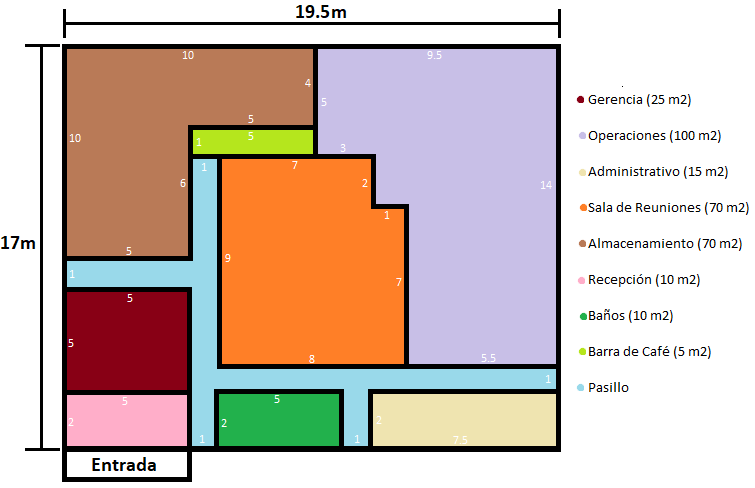 19.5m
10
9.5
4
5
5
5
1
3
10
1
7
2
6
14
1
5
9
7
1
5
5
8
5.5
1
5
5
2
2
2
1
1
7.5
17m
Entrada
Gerencia (25 m2)
Operaciones (100 m2)
Administrativo (15 m2)
Sala de Reuniones (70 m2)
Almacenamiento (70 m2)
Recepción (10 m2)
Baños (10 m2)
Barra de Café (5 m2)
Pasillo